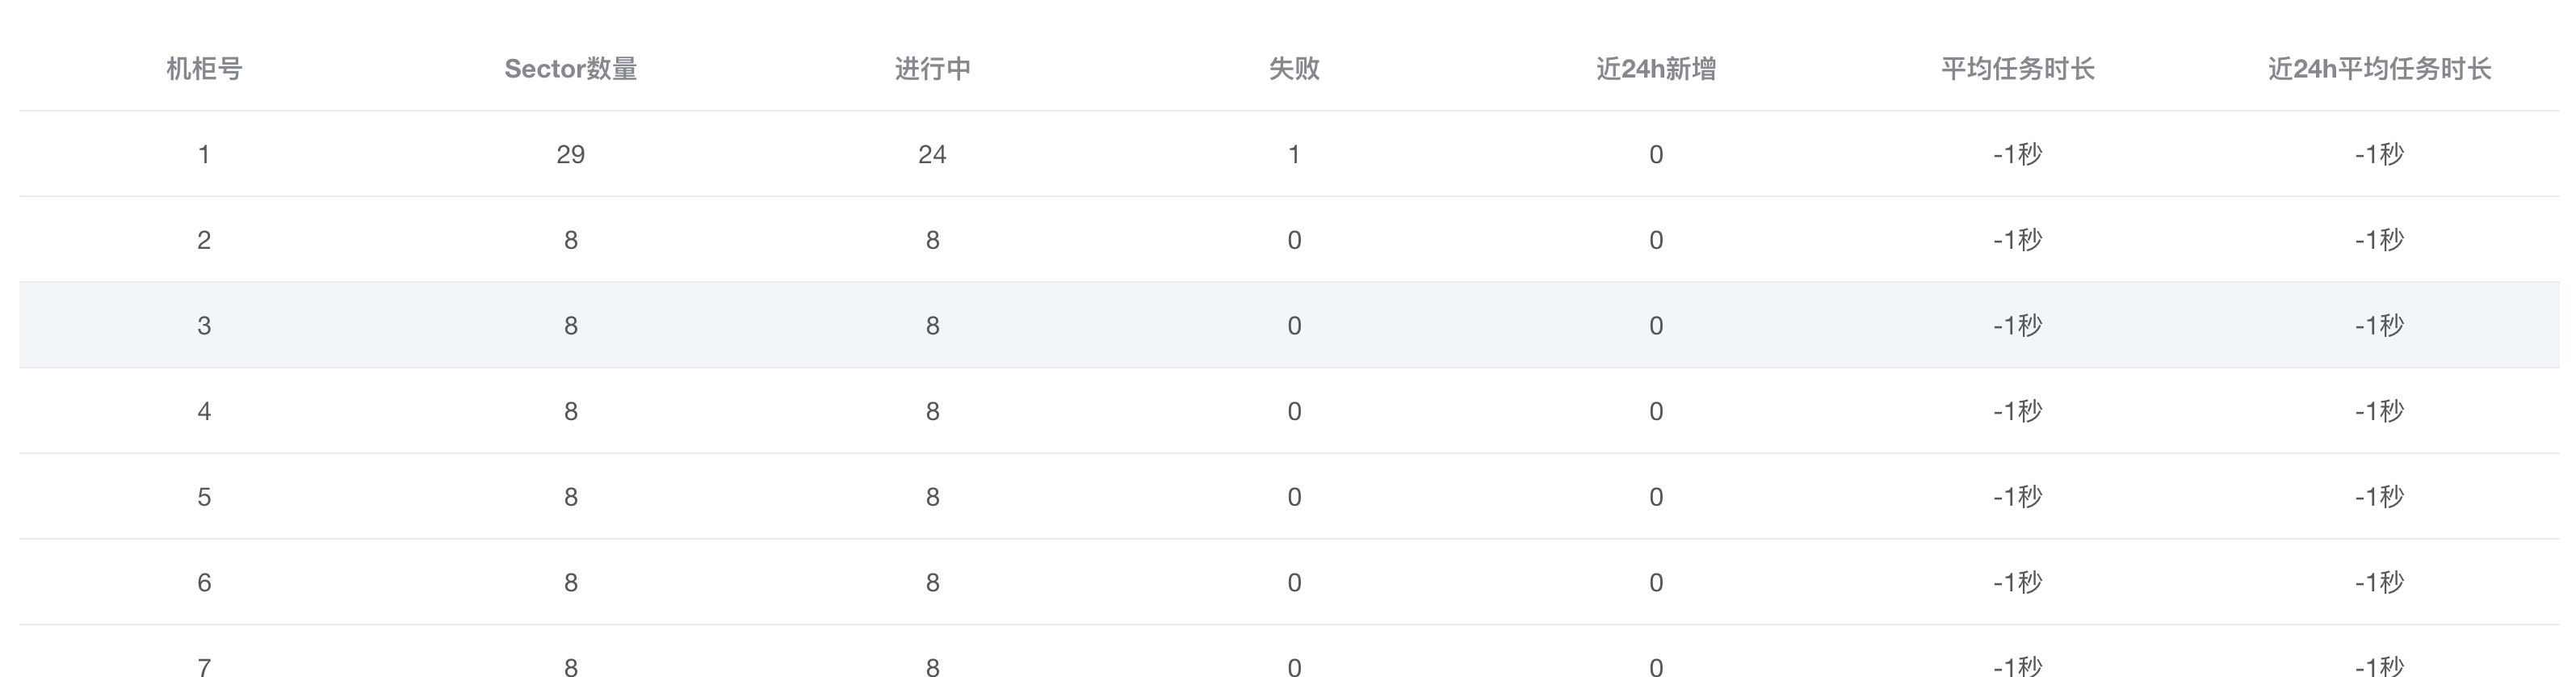 机柜号 Sector数量 进行中 失败 近24h新增 平均任务时长 近24h平均任务时长
1 29 24 1 0 -1秒 -1秒
2 8 8 0 0 -1秒 -1秒
3 8 8 0 0 -1秒 -1秒
4 8 8 0 0 -1秒 -1秒
5 8 8 0 0 -1秒 -1秒
6 8 8 0 0 -1秒 -1秒
7 8 8 0 0 -1秒 -1秒